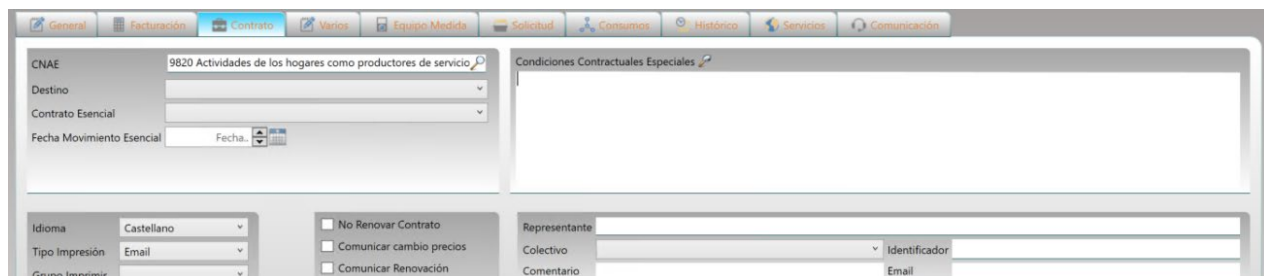 General Facturación Contrato Varios Equipo Medida Solicitud Consumos Histórico Servicios Comunicación
CNAE 9820 Actividades de los hogares como productores de servicio
Destino
Contrato Esencial
Fecha Movimiento Esencial Fecha..
Condiciones Contractuales Especiales
Idioma Castellano
Tipo Impresión Email
Grupo Imprimir
No Renovar Contrato
Comunicar cambio precios
Comunicar Renovación
Representante
Colectivo Identificador
Comentario Email